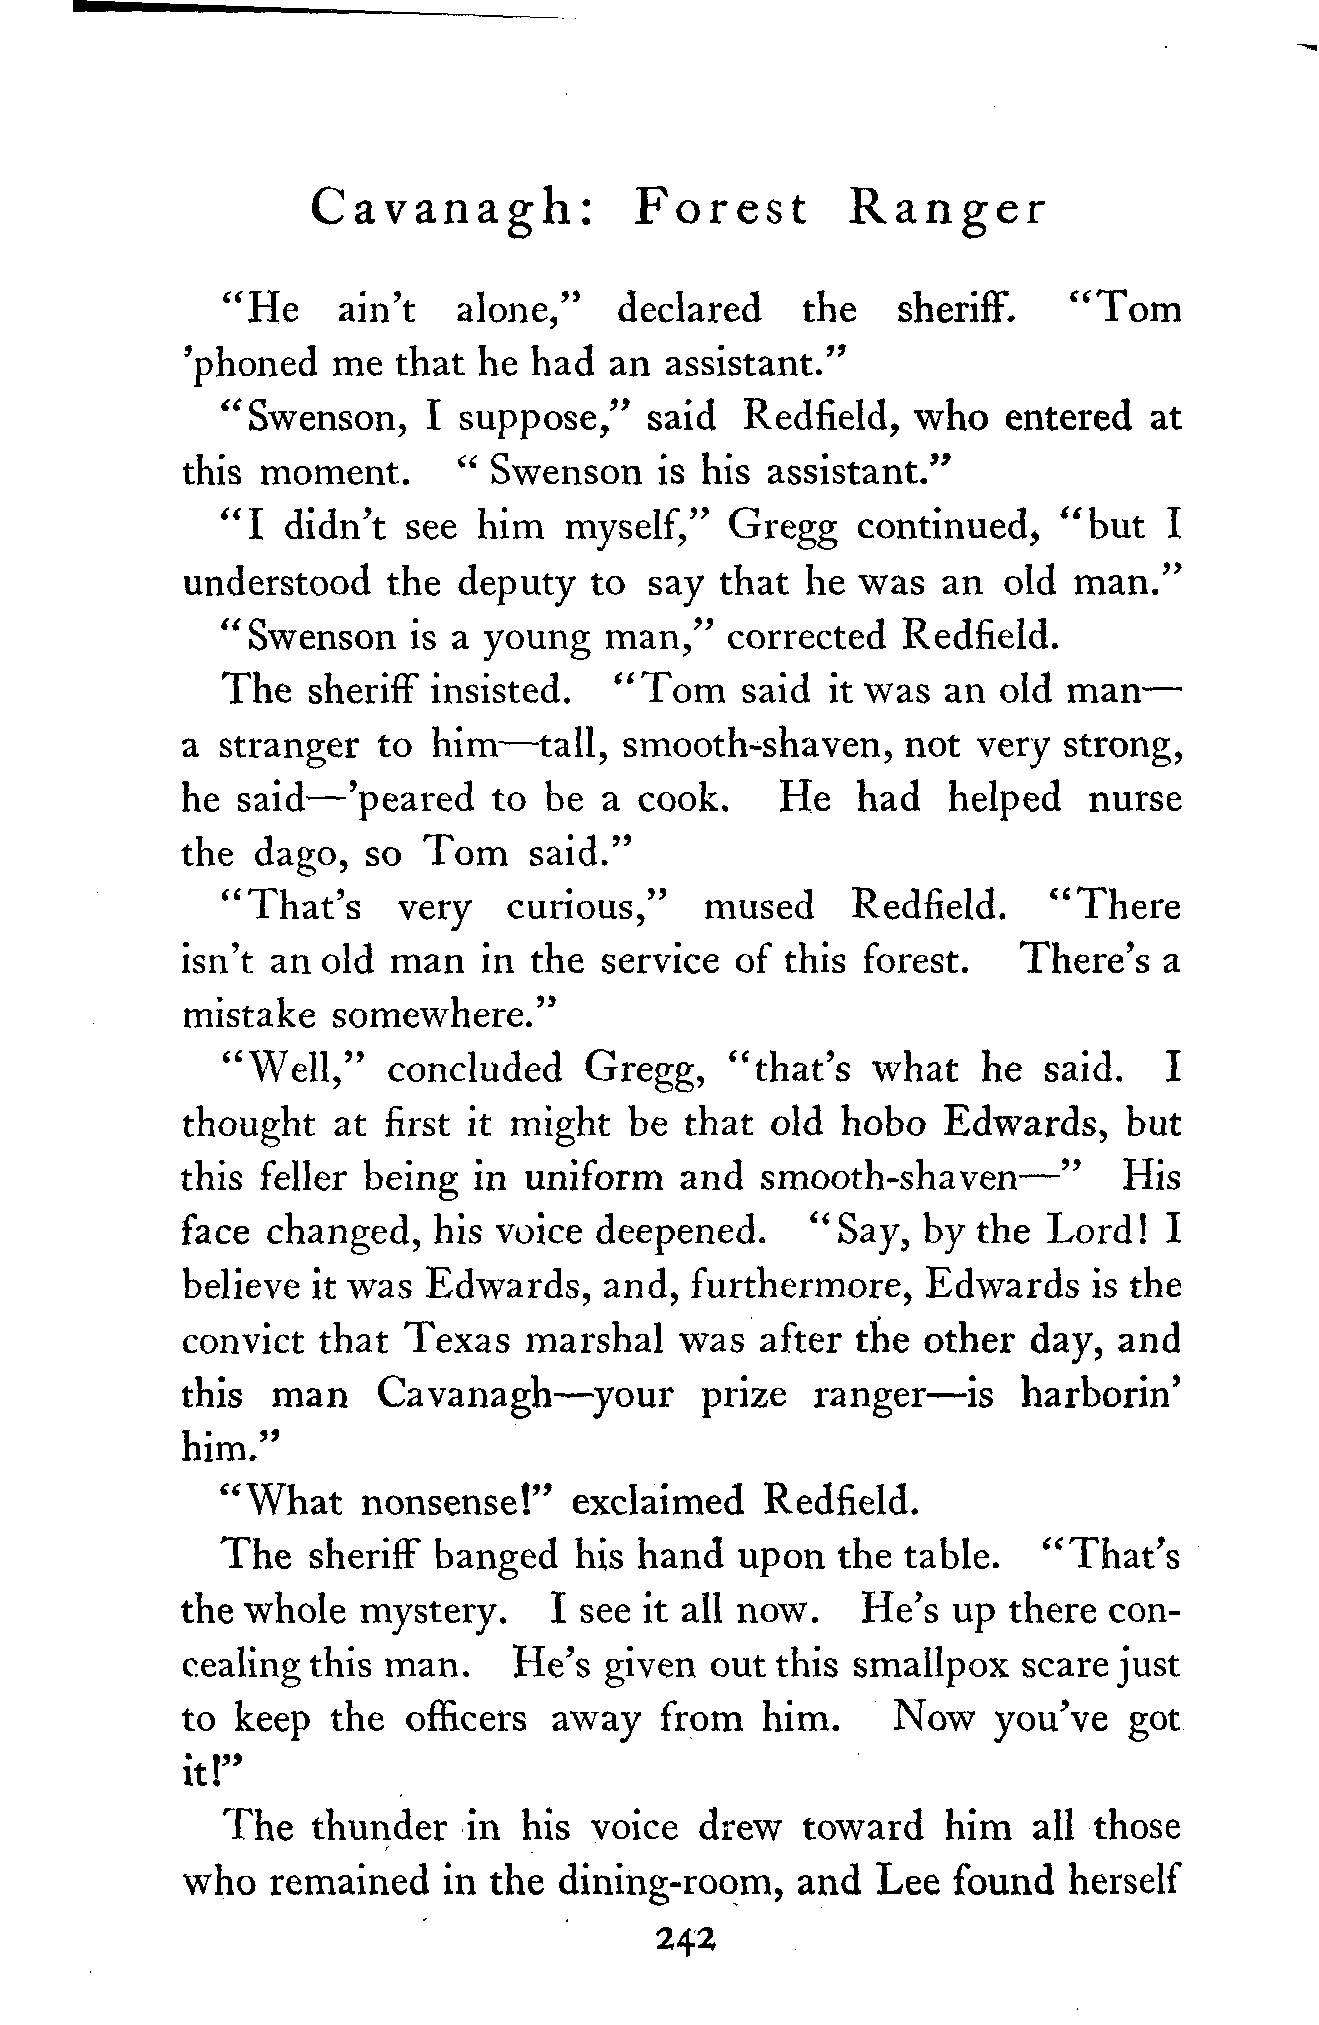 Cavanagh: Forest Ranger
"He ain't alone," declared the sheriff. "Tom
'phoned me that he had an assistant."
"Swenson, I suppose," said Redfield, who entered at
this moment. "Swenson is his assistant."
"I didn't see him myself," Gregg continued, "but I
understood the deputy to say that he was an old man."
"Swenson is a young man," corrected Redfield.
The sheriff insisted. "Tom said it was an old man—
a stranger to him—tall, smooth-shaven, not very strong,
he said—'peared to be a cook. He had helped nurse
the dago, so Tom said."
"That's very curious," mused Redfield. "There
isn't an old man in the service of this forest. There's a
mistake somewhere."
"Well," concluded Gregg, "that's what he said. I
thought at first it might be that old hobo Edwards, but
this feller being in uniform and smooth-shaven—" His
face changed, his voice deepened. "Say, by the Lord! I
believe it was Edwards, and, furthermore, Edwards is the
convict that Texas marshal was after the other day, and
this man Cavanagh—your prize ranger—is harborin'
him."
"What nonsense!" exclaimed Redfield.
The sheriff banged his hand upon the table. "That's
the whole mystery. I see it all now. He's up there con-
cealing this man. He's given out this smallpox scare just
to keep the officers away from him. Now you've got
it!"
The thunder in his voice drew toward him all those
who remained in the dining-room, and Lee found herself
242